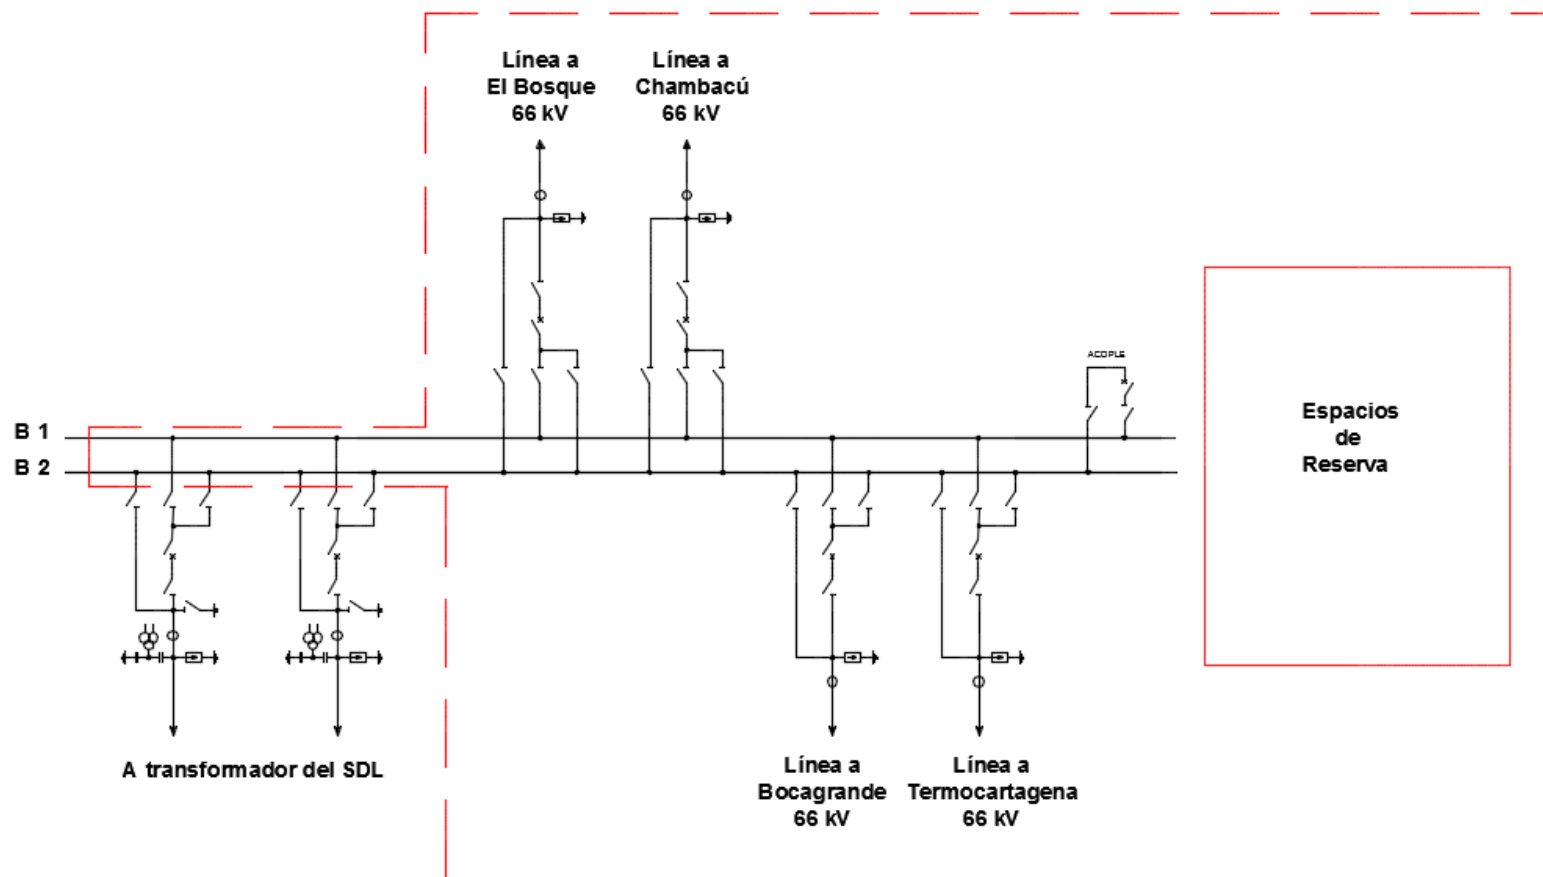 Línea a
El Bosque
66 kV
Línea a
Chambacú
66 kV
ACOPLE
Espacios
de
Reserva
B 1
B 2
A transformador del SDL
Línea a
Bocagrande
66 kV
Línea a
Termocartagena
66 kV